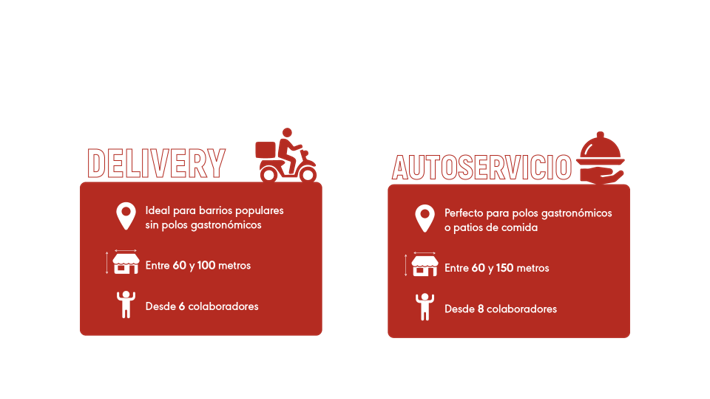 DELIVERY
Ideal para barrios populares
sin polos gastronómicos
Entre 60 y 100 metros
Desde 6 colaboradores
AUTOSERVICIO
Perfecto para polos gastronómicos
o patios de comida
Entre 60 y 150 metros
Desde 8 colaboradores